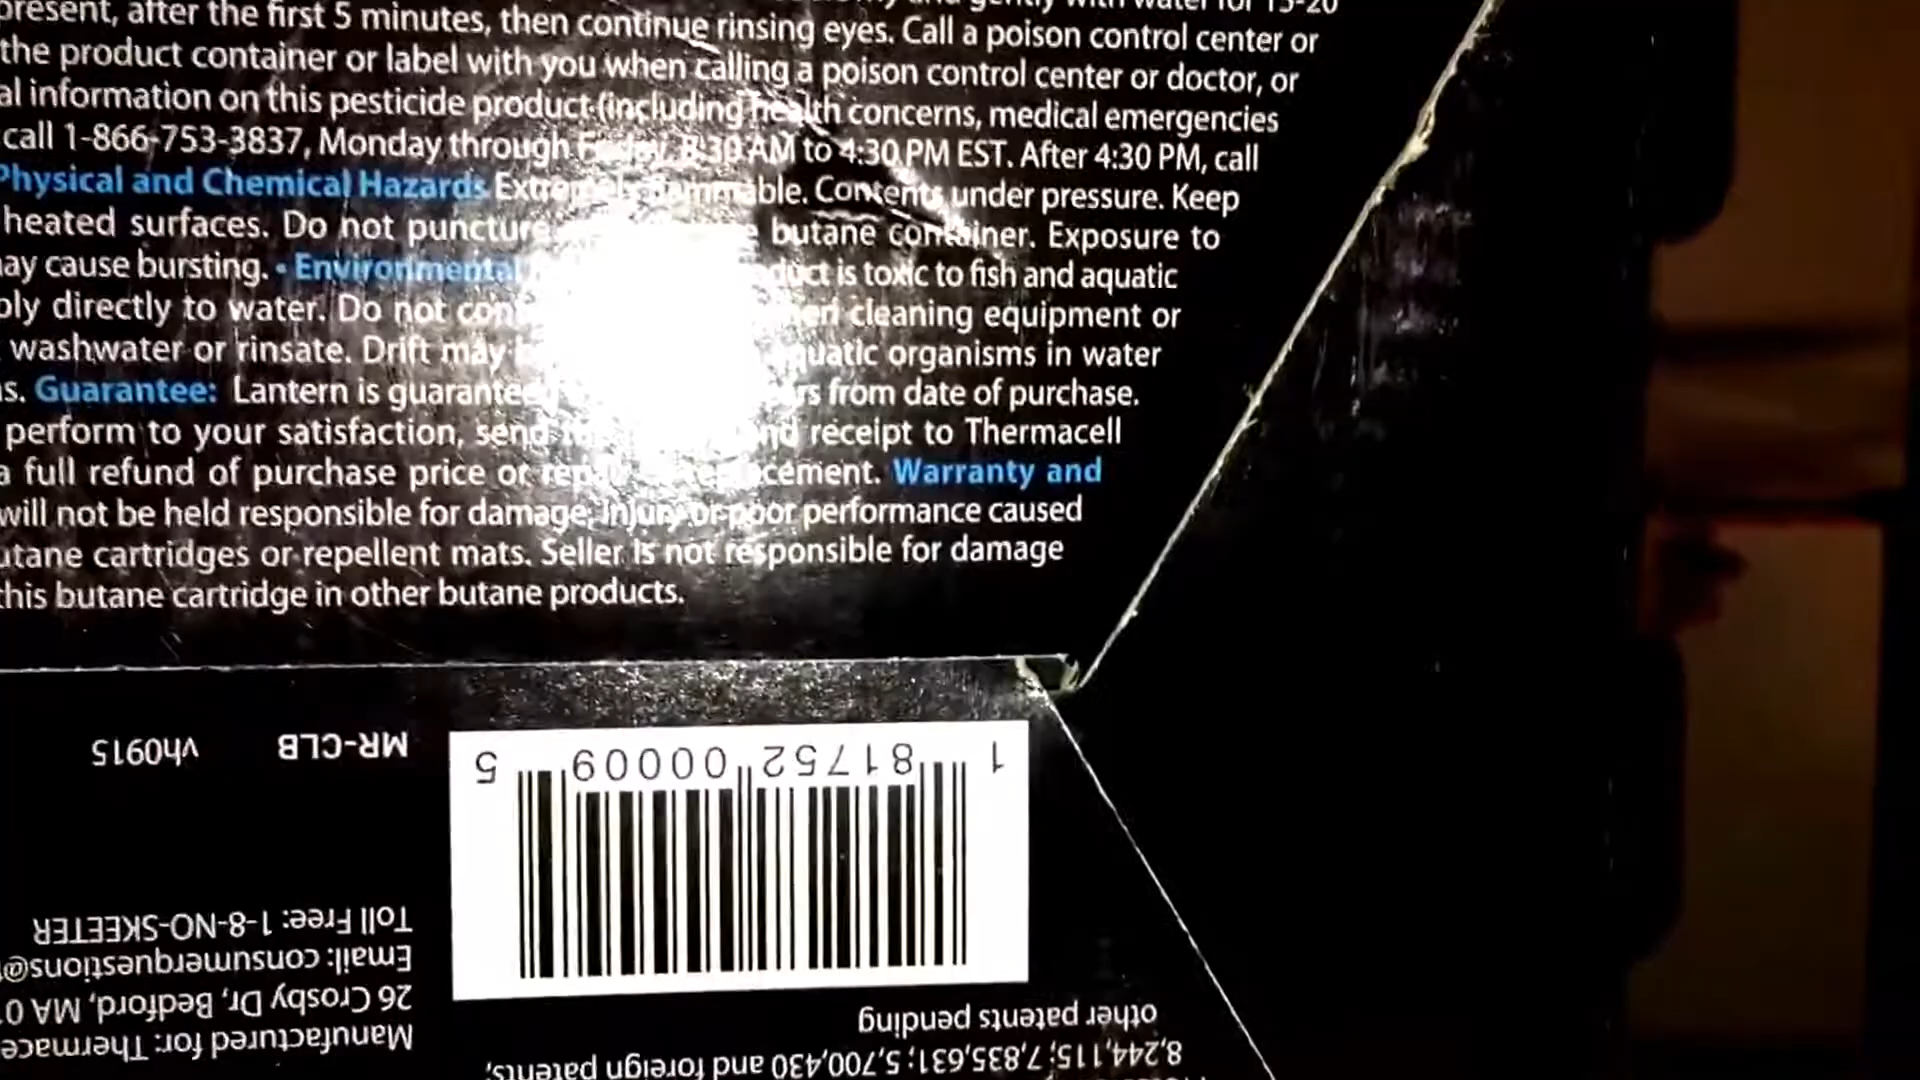 present, after the first 5 minutes, then continue rinsing eyes. Call a poison control center or
the product container or label with you when calling a poison control center or doctor, or
al information on this pesticide product (including health concerns, medical emergencies
call 1-866-753-3837, Monday through Friday, 8:30 AM to 4:30 PM EST. After 4:30 PM, call
Physical and Chemical Hazards Extremely flammable. Contents under pressure. Keep
heated surfaces. Do not puncture butane container. Exposure to
ay cause bursting. • Environmental duct is toxic to fish and aquatic
ply directly to water. Do not cleaning equipment or
washwater or rinsate. Drift may aquatic organisms in water
s. Guarantee: Lantern is guaranteed from date of purchase.
perform to your satisfaction, send and receipt to Thermacell
a full refund of purchase price or replacement. Warranty and
will not be held responsible for damage, injury or poor performance caused
utane cartridges or repellent mats. Seller is not responsible for damage
this butane cartridge in other butane products.
8,244,115; 7,835,631; 5,700,430 and foreign patents,
other patents pending
Manufactured for: Thermace
26 Crosby Dr, Bedford, MA 0
Email: consumerquestions@
Toll Free: 1-8-NO-SKEETER
1 81752 00009 5
MR-CLB vh0915